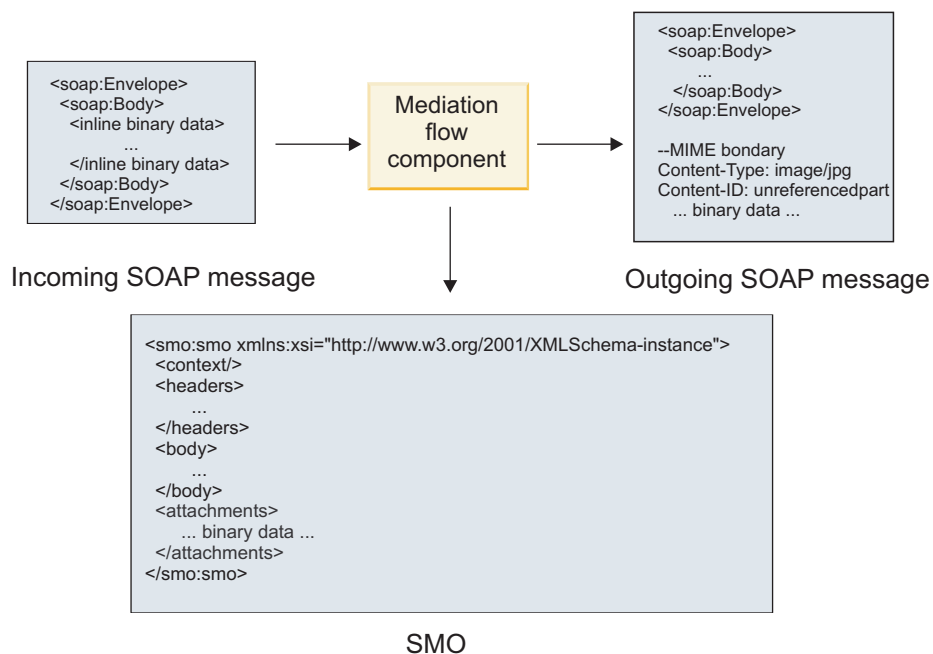 <soap:Envelope>
<soap:Body>
<inline binary data>
...
</inline binary data>
</soap:Body>
</soap:Envelope>
Incoming SOAP message
Mediation
flow
component
<soap:Envelope>
<soap:Body>
...
</soap:Body>
</soap:Envelope>
--MIME bondary
Content-Type: image/jpg
Content-ID: unreferencedpart
... binary data ...
Outgoing SOAP message
<smo:smo xmlns:xsi="http://www.w3.org/2001/XMLSchema-instance">
<context/>
<headers>
...
</headers>
<body>
...
</body>
<attachments>
... binary data ...
</attachments>
</smo:smo>
SMO